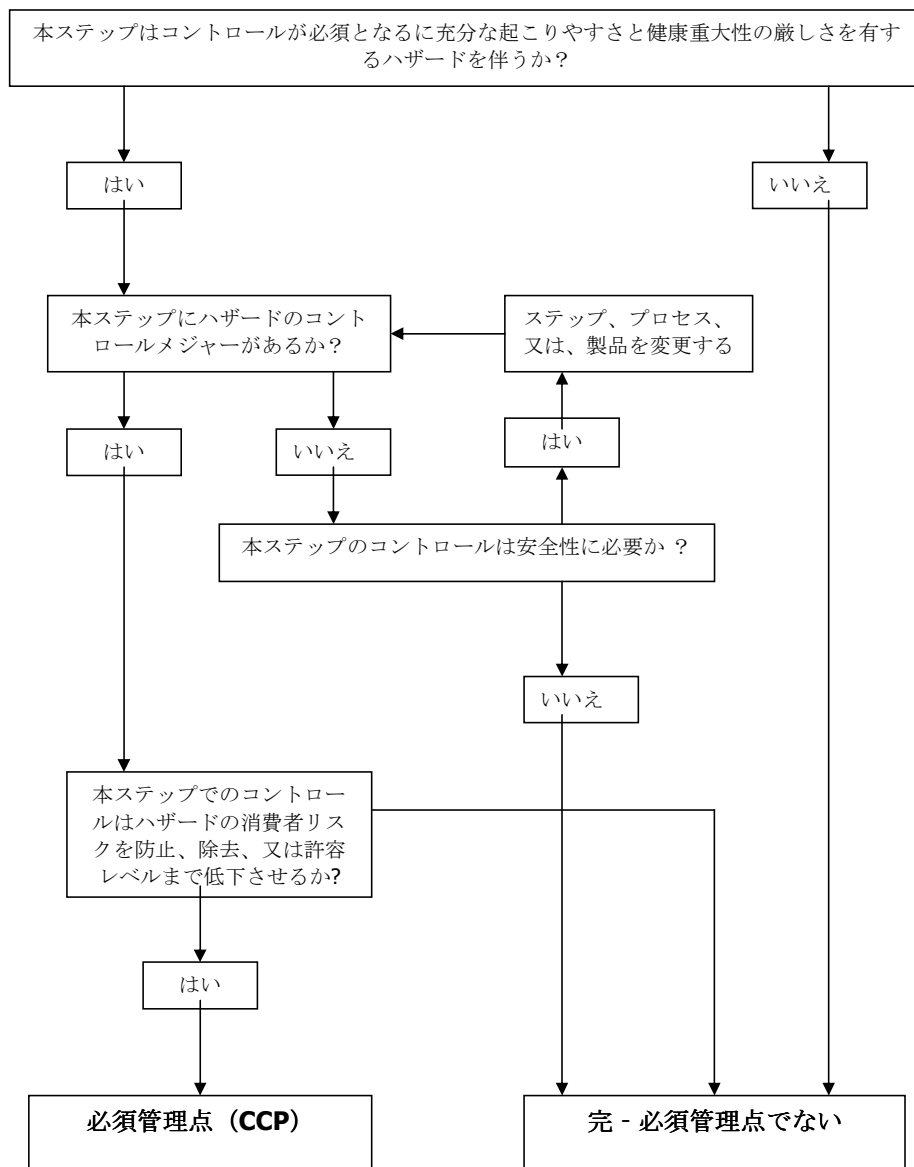 本ステップはコントロールが必須となるに充分な起こりやすさと健康重大性の厳しさを有す
るハザードを伴うか？
はい
いいえ
本ステップにハザードのコント
ロールメジャーがあるか？
ステップ、プロセス、
又は、製品を変更する
はい
いいえ
はい
本ステップのコントロールは安全性に必要か ？
いいえ
本ステップでのコントロー
ルはハザードの消費者リス
クを防止、除去、又は許容
レベルまで低下させるか?
はい
必須管理点（CCP）
完 - 必須管理点でない